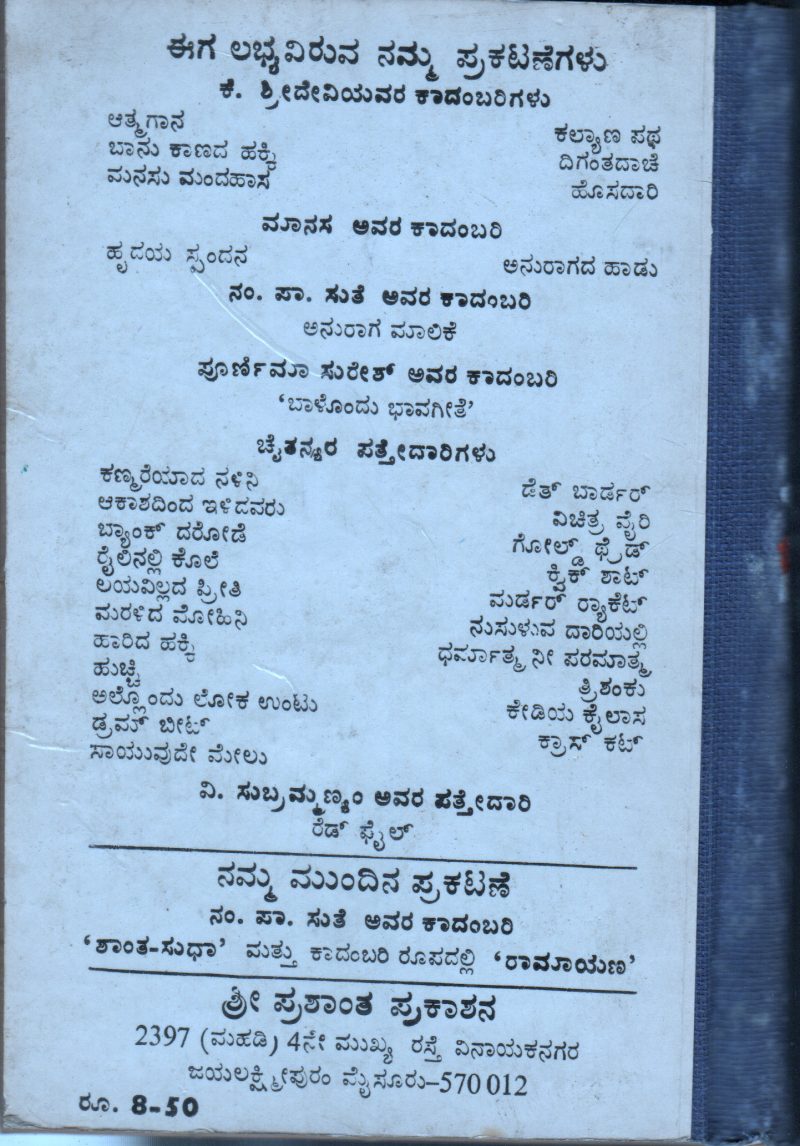 ಈಗ ಲಭ್ಯವಿರುವ ನಮ್ಮ ಪ್ರಕಟಣೆಗಳು
ಕೆ. ಶ್ರೀದೇವಿಯವರ ಕಾದಂಬರಿಗಳು
ಆತ್ಮಗಾನ ಕಲ್ಯಾಣ ಪಥ
ಬಾನು ಕಾಣದ ಹಕ್ಕಿ ದಿಗಂತದಾಚೆ
ಮನಸು ಮಂದಹಾಸ ಹೊಸದಾರಿ
ಮಾನಸ ಅವರ ಕಾದಂಬರಿ
ಹೃದಯ ಸ್ಪಂದನ ಅನುರಾಗದ ಹಾಡು
ನಂ. ಪಾ. ಸುತೆ ಅವರ ಕಾದಂಬರಿ
ಅನುರಾಗ ಮಾಲಿಕೆ
ಪೂರ್ಣಿಮಾ ಸುರೇಶ್ ಅವರ ಕಾದಂಬರಿ
‘ಬಾಳೊಂದು ಭಾವಗೀತೆ’
ಚೈತನ್ಯರ ಪತ್ತೇದಾರಿಗಳು
ಕಣ್ಮರೆಯಾದ ನಳಿನಿ ಡೆತ್ ಬಾರ್ಡರ್
ಆಕಾಶದಿಂದ ಇಳಿದವರು ವಿಚಿತ್ರ ವೈರಿ
ಬ್ಯಾಂಕ್ ದರೋಡೆ ಗೋಲ್ಡ್ ಥ್ರೆಡ್
ರೈಲಿನಲ್ಲಿ ಕೊಲೆ ಕ್ವಿಕ್ ಶಾಟ್
ಲಯವಿಲ್ಲದ ಪ್ರೀತಿ ಮರ್ಡರ್ ರ‍್ಯಾಕೆಟ್
ಮರಳಿದ ಮೋಹಿನಿ ನುಸುಳುವ ದಾರಿಯಲ್ಲಿ
ಹಾರಿದ ಹಕ್ಕಿ ಧರ್ಮಾತ್ಮ ನೀ ಪರಮಾತ್ಮ
ಹುಚ್ಚಿ ತ್ರಿಶಂಕು
ಅಲ್ಲೊಂದು ಲೋಕ ಉಂಟು ಕೇಡಿಯ ಕೈಲಾಸ
ಡ್ರಮ್ ಬೀಟ್ ಕ್ರಾಸ್ ಕಟ್
ಸಾಯುವುದೇ ಮೇಲು
ವಿ. ಸುಬ್ರಮ್ಮಣ್ಯಂ ಅವರ ಪತ್ತೇದಾರಿ
ರೆಡ್ ಫೈಲ್
ನಮ್ಮ ಮುಂದಿನ ಪ್ರಕಟಣೆ
ನಂ. ಪಾ. ಸುತೆ ಅವರ ಕಾದಂಬರಿ
‘ಶಾಂತ-ಸುಧಾ’ ಮತ್ತು ಕಾದಂಬರಿ ರೂಪದಲ್ಲಿ ‘ರಾಮಾಯಣ’
ಶ್ರೀ ಪ್ರಶಾಂತ ಪ್ರಕಾಶನ
2397 (ಮಹಡಿ) 4ನೇ ಮುಖ್ಯ ರಸ್ತೆ ವಿನಾಯಕನಗರ
ಜಯಲಕ್ಷ್ಮೀಪುರಂ ಮೈಸೂರು–570 012
ರೂ. 8-50